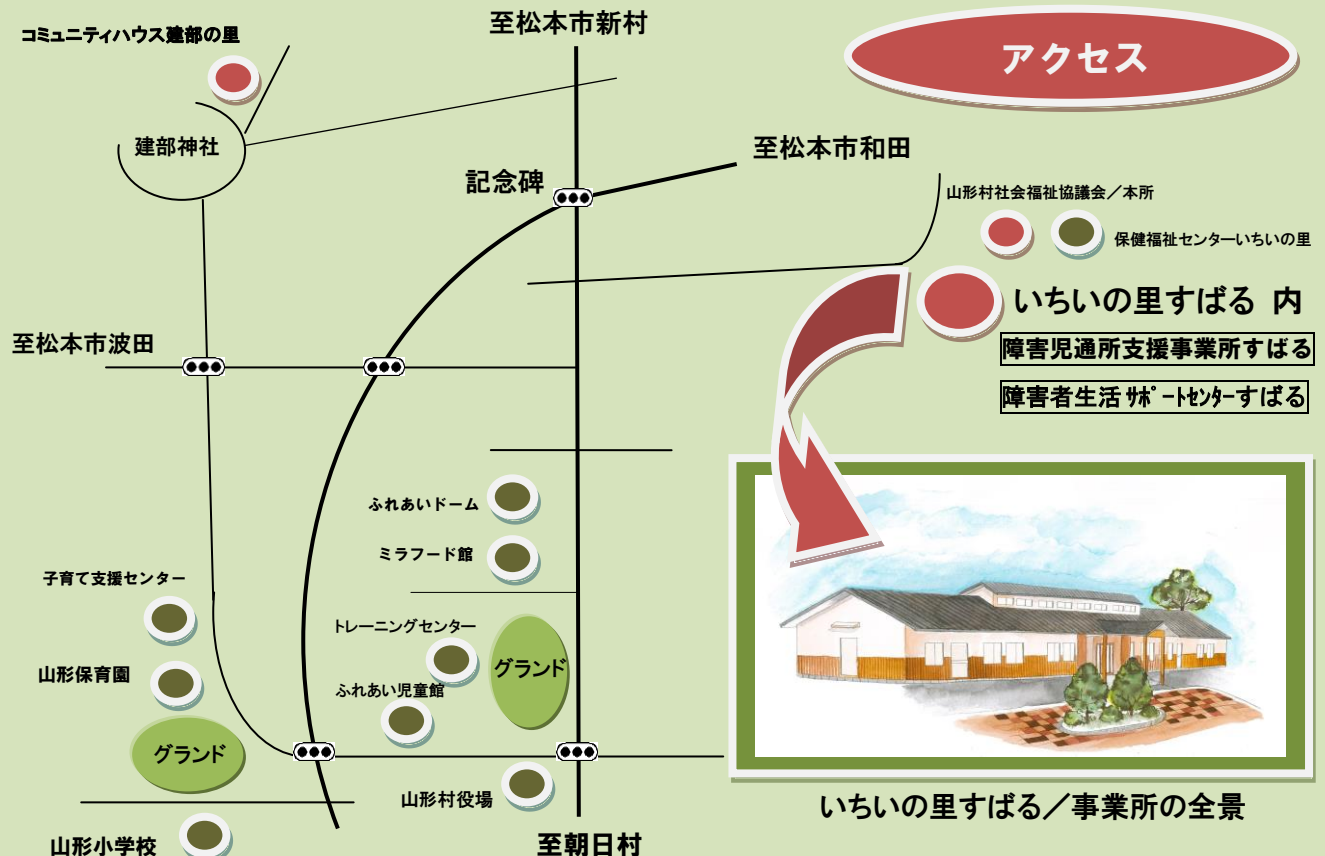 コミュニティハウス建部の里
至松本市新村
アクセス
建部神社
至松本市和田
記念碑
山形村社会福祉協議会／本所
保健福祉センターいちいの里
いちいの里すばる 内
至松本市波田
障害児通所支援事業所すばる
障害者生活ｻﾎﾟｰﾄｾﾝﾀｰすばる
ふれあいドーム
ミラフード館
子育て支援センター
トレーニングセンター
グランド
山形保育園
ふれあい児童館
グランド
山形村役場
いちいの里すばる／事業所の全景
山形小学校
至朝日村